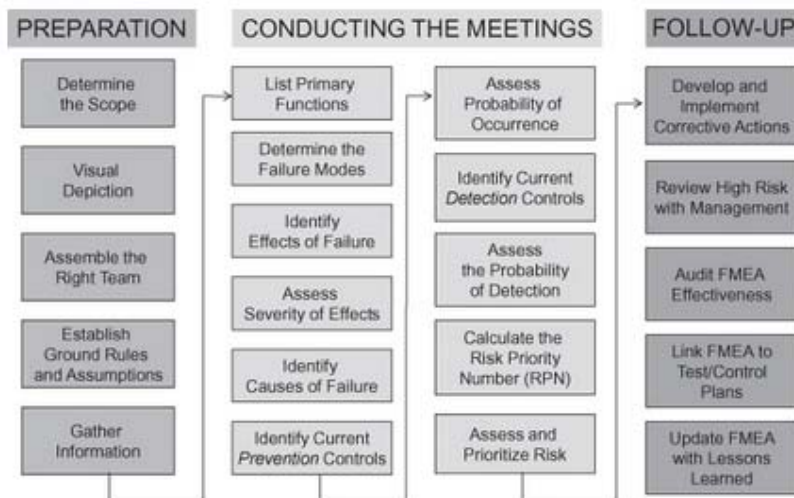 PREPARATION
Determine
the Scope
Visual
Depiction
Assemble the
Right Team
Establish
Ground Rules
and Assumptions
Gather
Information
CONDUCTING THE MEETINGS
List Primary
Functions
Determine the
Failure Modes
Identify
Effects of Failure
Assess
Severity of Effects
Identify
Causes of Failure
Identify Current
Prevention Controls
Assess
Probability of
Occurrence
Identify Current
Detection Controls
Assess
the Probability
of Detection
Calculate the
Risk Priority
Number (RPN)
Assess and
Prioritize Risk
FOLLOW-UP
Develop and
Implement
Corrective Actions
Review High Risk
with Management
Audit FMEA
Effectiveness
Link FMEA to
Test/Control
Plans
Update FMEA
with Lessons
Learned